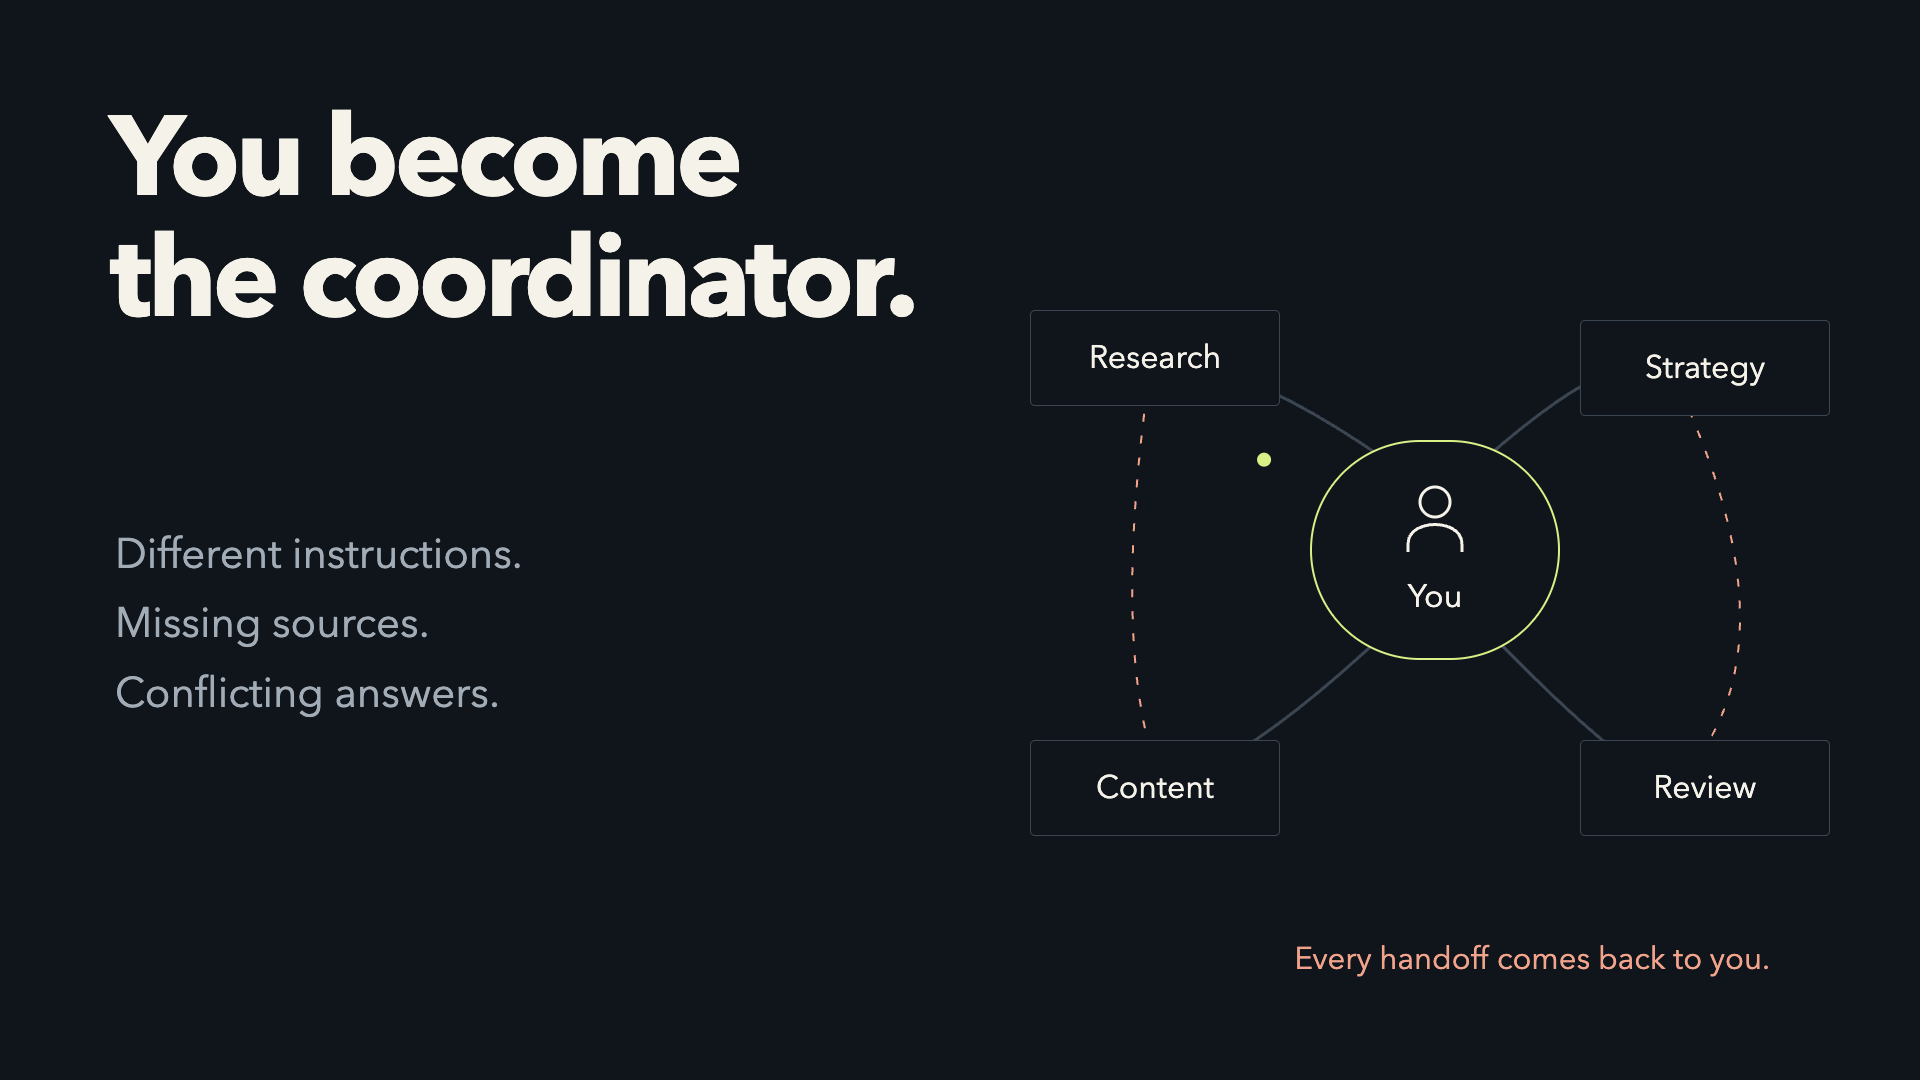 You become
the coordinator.
Different instructions.
Missing sources.
Conflicting answers.
Research
Strategy
You
Content
Review
Every handoff comes back to you.